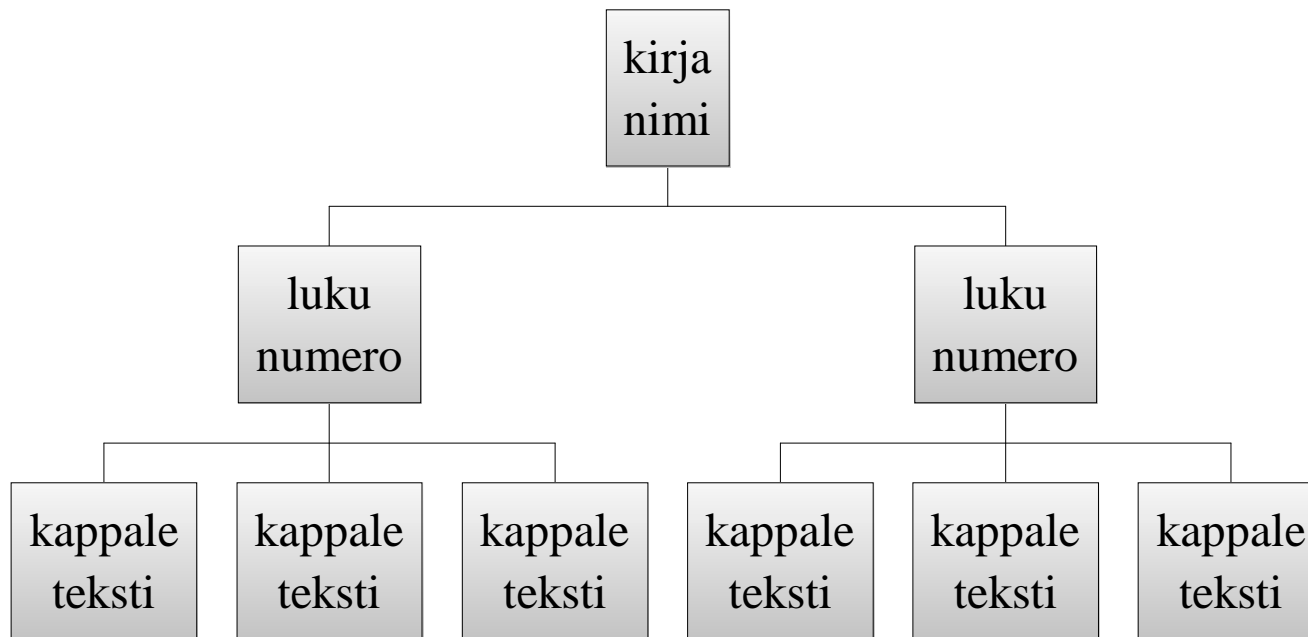 kirja
nimi
luku
numero
luku
numero
kappale
teksti
kappale
teksti
kappale
teksti
kappale
teksti
kappale
teksti
kappale
teksti